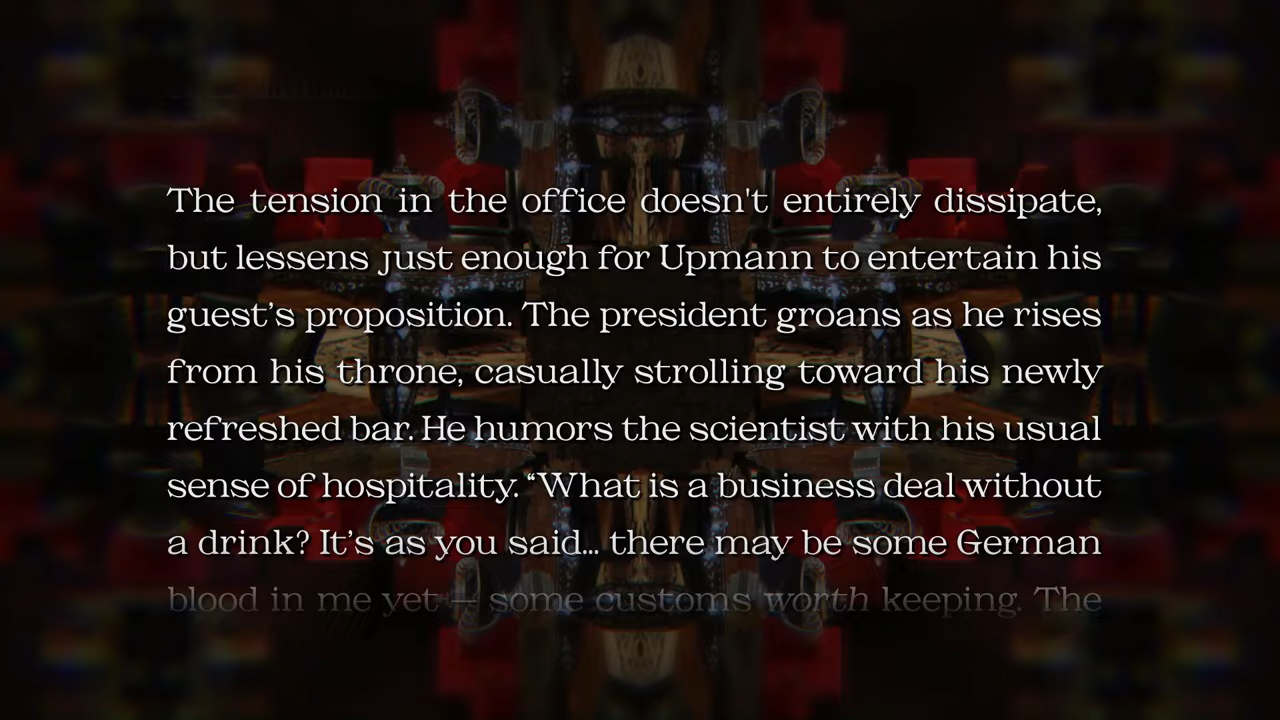 The tension in the office doesn't entirely dissipate,
but lessens just enough for Upmann to entertain his
guest’s proposition. The president groans as he rises
from his throne, casually strolling toward his newly
refreshed bar. He humors the scientist with his usual
sense of hospitality. “What is a business deal without
a drink? It’s as you said... there may be some German
blood in me yet — some customs worth keeping. The